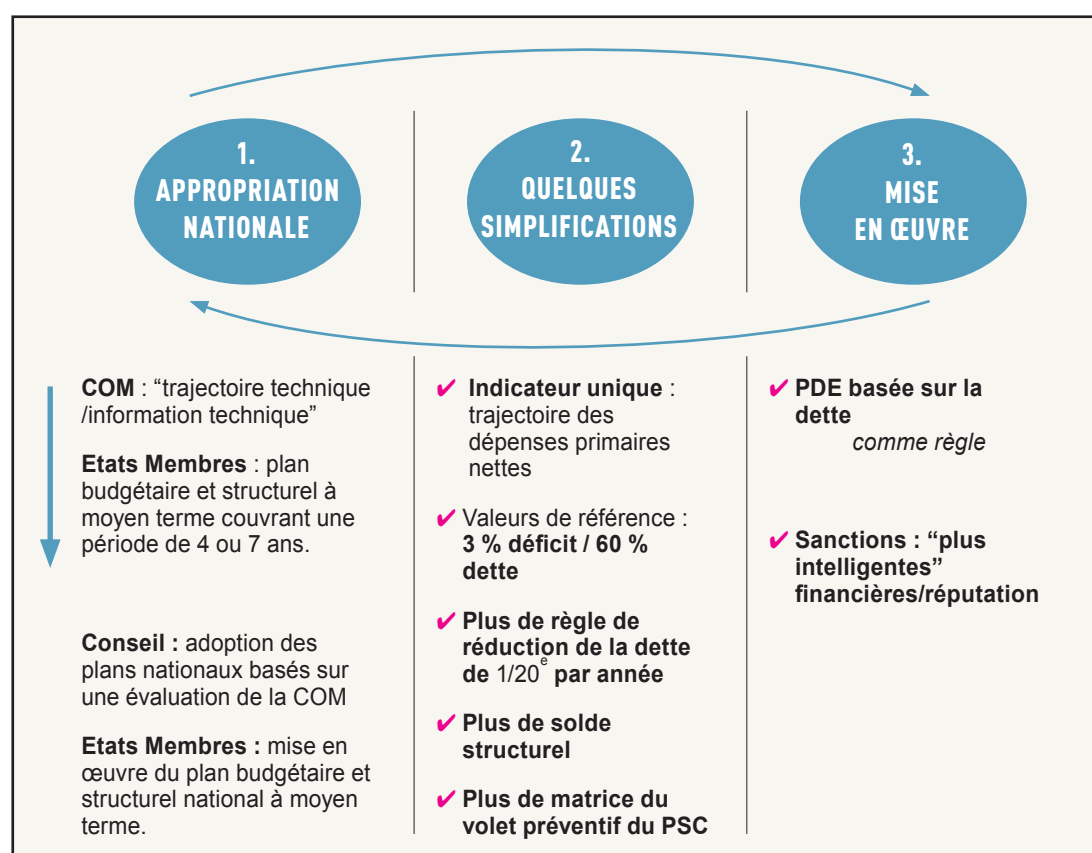 1.
APPROPRIATION
NATIONALE
2.
QUELQUES
SIMPLIFICATIONS
3.
MISE
EN ŒUVRE
COM : “trajectoire technique
/information technique”
Etats Membres : plan
budgétaire et structurel à
moyen terme couvrant une
période de 4 ou 7 ans.
Conseil : adoption des
plans nationaux basés sur
une évaluation de la COM
Etats Membres : mise en
œuvre du plan budgétaire et
structurel national à moyen
terme.
✔ Indicateur unique :
trajectoire des
dépenses primaires
nettes
✔ Valeurs de référence :
3 % déficit / 60 %
dette
✔ Plus de règle de
réduction de la dette
de 1/20e par année
✔ Plus de solde
structurel
✔ Plus de matrice du
volet préventif du PSC
✔ PDE basée sur la
dette
comme règle
✔ Sanctions : “plus
intelligentes”
financières/réputation